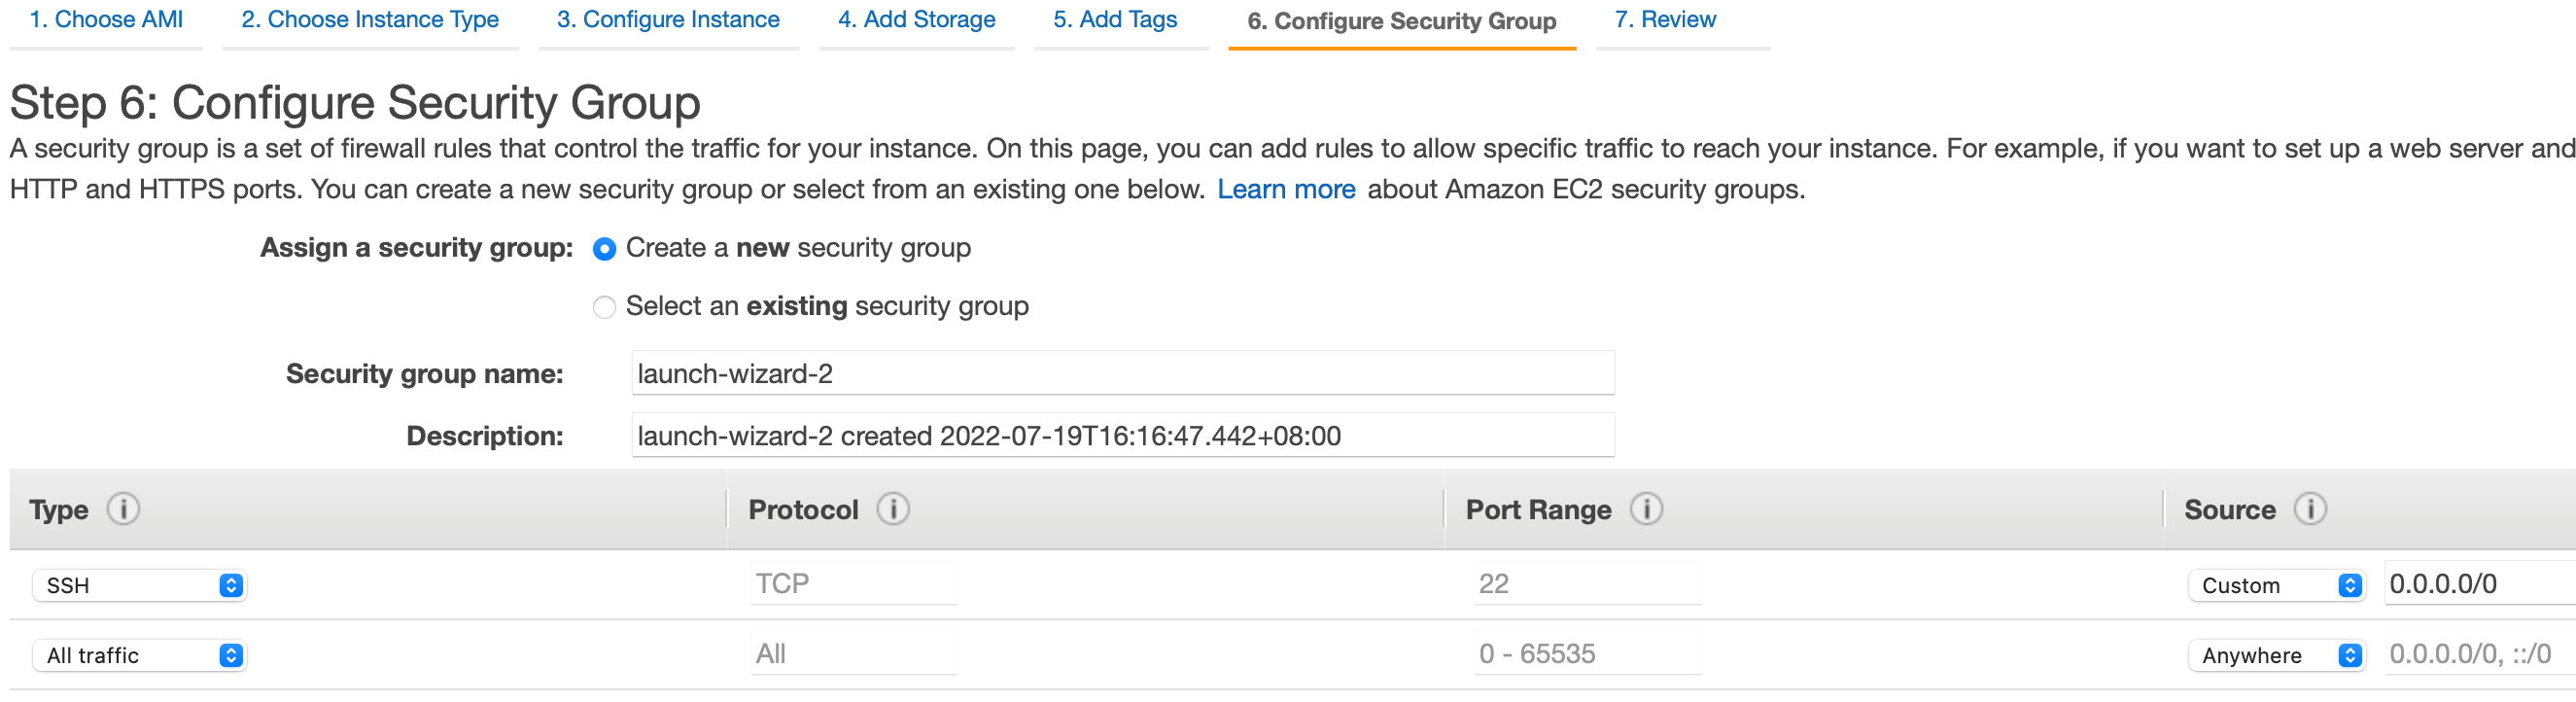 1. Choose AMI 2. Choose Instance Type 3. Configure Instance 4. Add Storage 5. Add Tags 6. Configure Security Group 7. Review
Step 6: Configure Security Group
A security group is a set of firewall rules that control the traffic for your instance. On this page, you can add rules to allow specific traffic to reach your instance. For example, if you want to set up a web server and
HTTP and HTTPS ports. You can create a new security group or select from an existing one below. Learn more about Amazon EC2 security groups.
Assign a security group: Create a new security group
Select an existing security group
Security group name: launch-wizard-2
Description: launch-wizard-2 created 2022-07-19T16:16:47.442+08:00
Type i Protocol i Port Range i Source i
SSH TCP 22 Custom 0.0.0.0/0
All traffic All 0 - 65535 Anywhere 0.0.0.0/0, ::/0